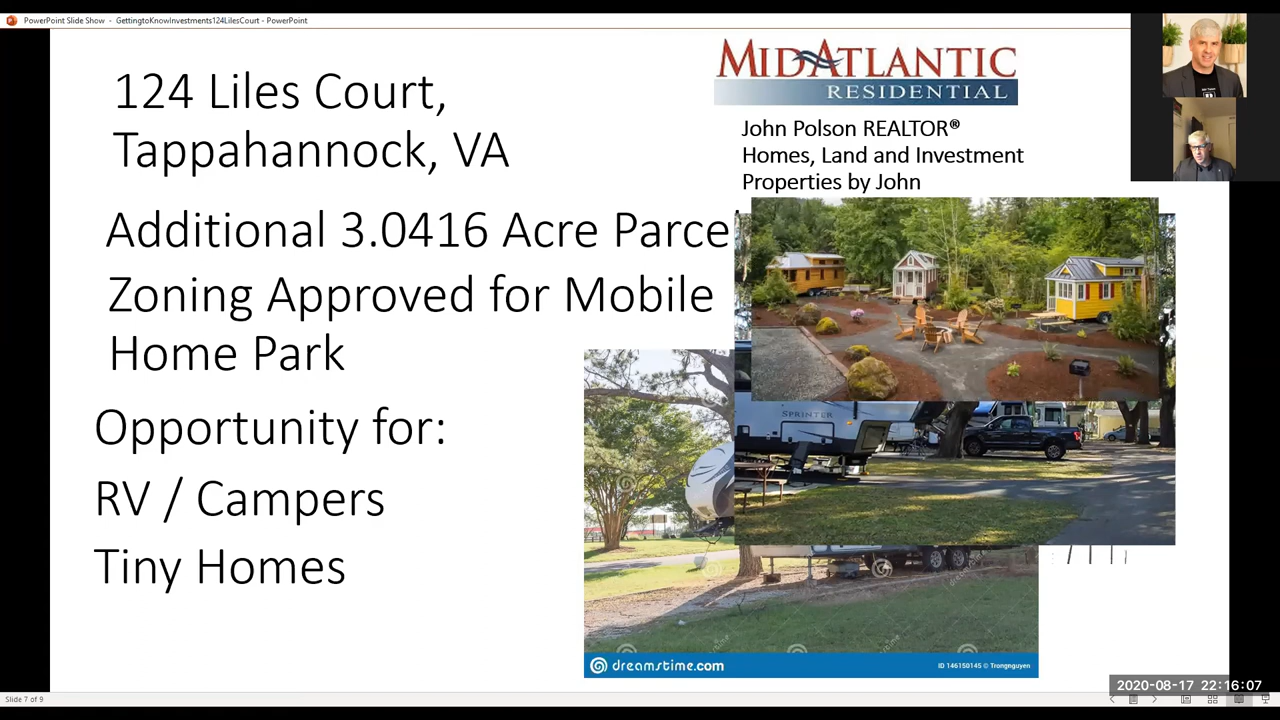 PowerPoint Slide Show - GettingtoKnowInvestments124LilesCourt - PowerPoint
124 Liles Court,
Tappahannock, VA
MIDATLANTIC
RESIDENTIAL
John Polson REALTOR®
Homes, Land and Investment
Properties by John
Additional 3.0416 Acre Parcel
Zoning Approved for Mobile
Home Park
Opportunity for:
RV / Campers
Tiny Homes
SPRINTER
dreamstime.com
ID 146150145 © Trongnguyen
2020-08-17 22:16:07
Slide 7 of 9